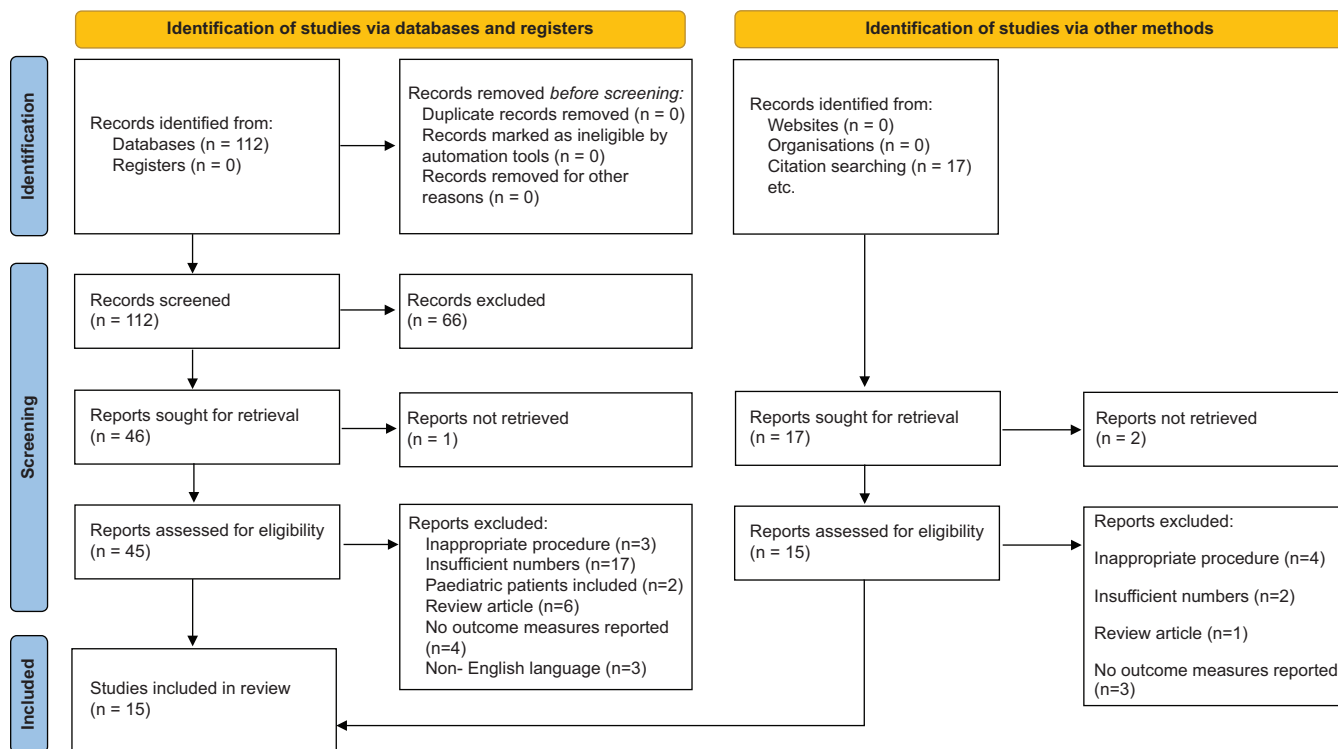 Identification of studies via databases and registers
Identification of studies via other methods
Identification
Records identified from:
Databases (n = 112)
Registers (n = 0)
Records removed before screening:
Duplicate records removed (n = 0)
Records marked as ineligible by
automation tools (n = 0)
Records removed for other
reasons (n = 0)
Records identified from:
Websites (n = 0)
Organisations (n = 0)
Citation searching (n = 17)
etc.
Screening
Records screened
(n = 112)
Records excluded
(n = 66)
Reports sought for retrieval
(n = 46)
Reports not retrieved
(n = 1)
Reports sought for retrieval
(n = 17)
Reports not retrieved
(n = 2)
Reports assessed for eligibility
(n = 45)
Reports excluded:
Inappropriate procedure (n=3)
Insufficient numbers (n=17)
Paediatric patients included (n=2)
Review article (n=6)
No outcome measures reported
(n=4)
Non- English language (n=3)
Reports assessed for eligibility
(n = 15)
Reports excluded:
Inappropriate procedure (n=4)
Insufficient numbers (n=2)
Review article (n=1)
No outcome measures reported
(n=3)
Included
Studies included in review
(n = 15)